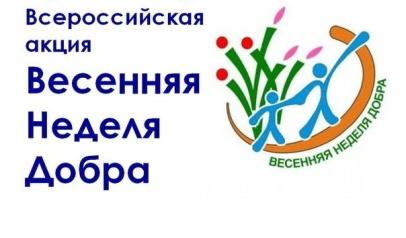 Всероссийская
акция
Весенняя
Неделя
Добра
ВЕСЕННЯЯ НЕДЕЛЯ ДОБРА